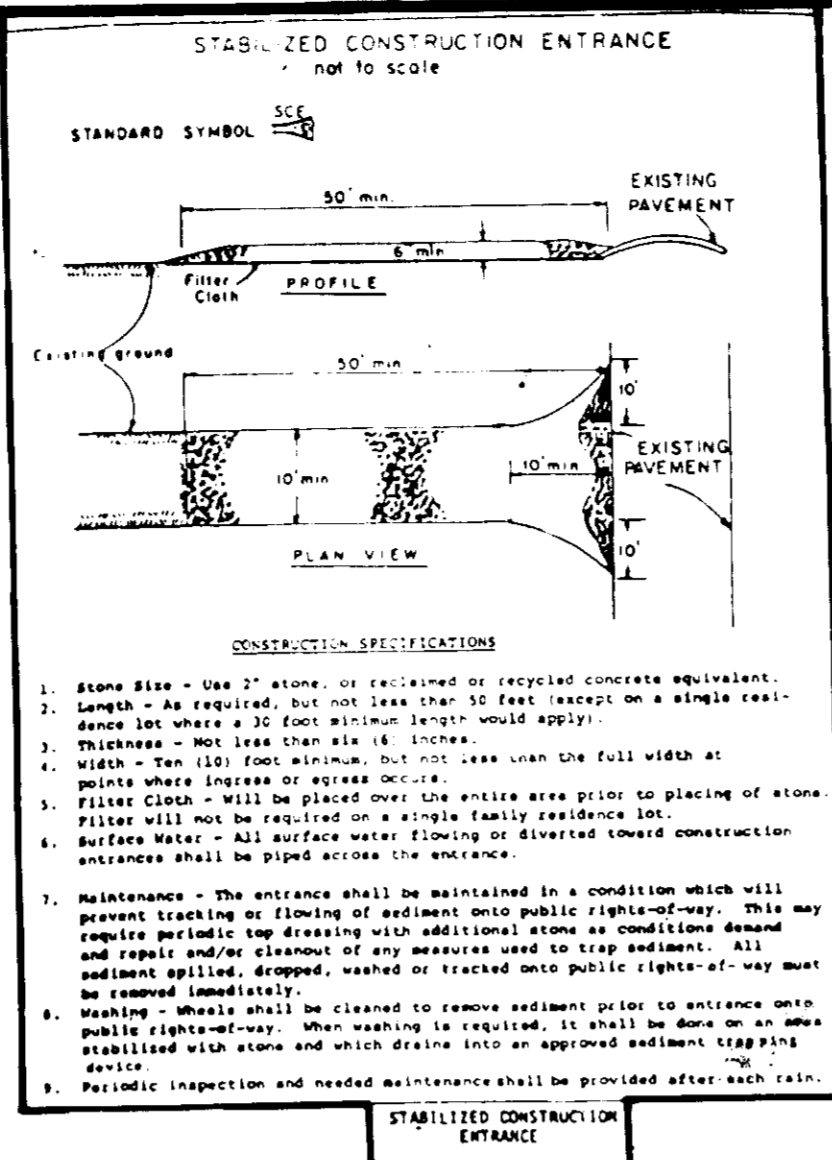 STABILIZED CONSTRUCTION ENTRANCE
not to scale
STANDARD SYMBOL SCE
50' min.
EXISTING
PAVEMENT
6" min
Filter
Cloth
PROFILE
Existing ground
50' min
10'
10' min
10' min
EXISTING
PAVEMENT
10'
PLAN VIEW
CONSTRUCTION SPECIFICATIONS
1. Stone Size - Use 2" stone, or reclaimed or recycled concrete equivalent.
2. Length - As required, but not less than 50 feet (except on a single resi-
dence lot where a 30 foot minimum length would apply).
3. Thickness - Not less than six (6) inches.
4. Width - Ten (10) foot minimum, but not less than the full width at
points where ingress or egress occurs.
5. Filter Cloth - Will be placed over the entire area prior to placing of stone.
Filter will not be required on a single family residence lot.
6. Surface Water - All surface water flowing or diverted toward construction
entrances shall be piped across the entrance.
7. Maintenance - The entrance shall be maintained in a condition which will
prevent tracking or flowing of sediment onto public rights-of-way. This may
require periodic top dressing with additional stone as conditions demand
and repair and/or cleanout of any measures used to trap sediment. All
sediment spilled, dropped, washed or tracked onto public rights-of-way must
be removed immediately.
8. Washing - Wheels shall be cleaned to remove sediment prior to entrance onto
public rights-of-way. When washing is required, it shall be done on an area
stabilized with stone and which drains into an approved sediment trapping
device.
9. Periodic inspection and needed maintenance shall be provided after each rain.
STABILIZED CONSTRUCTION
ENTRANCE